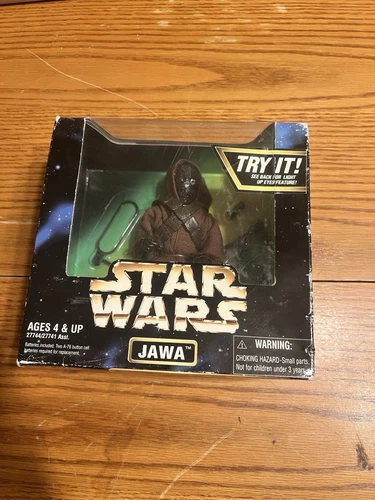 TRY IT!
SEE BACK FOR LIGHT
UP EYES FEATURE!
STAR
WARS
AGES 4 & UP
27744/27741 Asst.
Batteries included. Two A-76 button cell
batteries required for replacement.
JAWA™
WARNING:
CHOKING HAZARD-Small parts.
Not for children under 3 years.